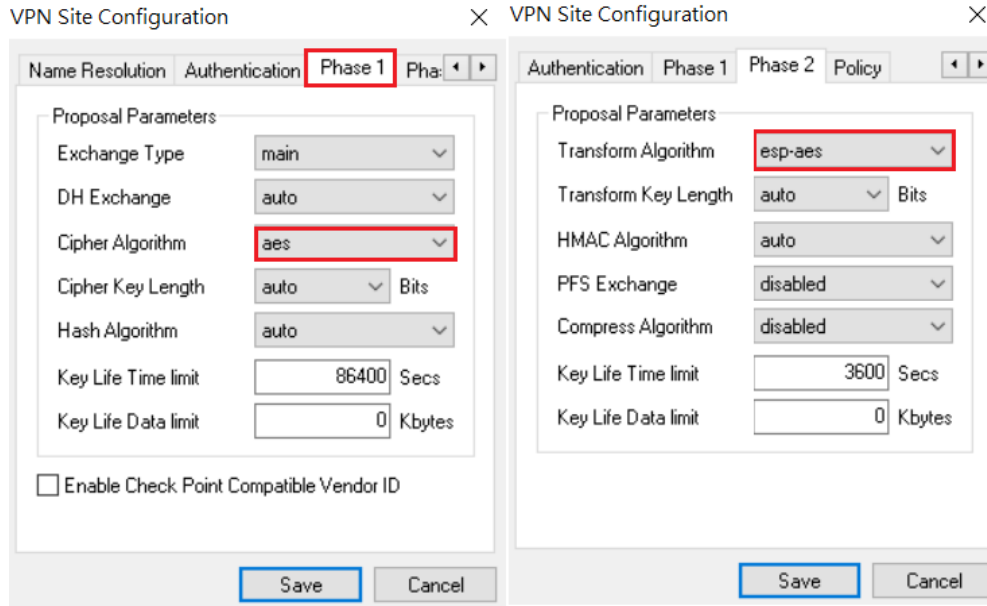 VPN Site Configuration
Name Resolution Authentication Phase 1 Pha:
Proposal Parameters
Exchange Type main
DH Exchange auto
Cipher Algorithm aes
Cipher Key Length auto Bits
Hash Algorithm auto
Key Life Time limit 86400 Secs
Key Life Data limit 0 Kbytes
Enable Check Point Compatible Vendor ID
Save Cancel
VPN Site Configuration
Authentication Phase 1 Phase 2 Policy
Proposal Parameters
Transform Algorithm esp-aes
Transform Key Length auto Bits
HMAC Algorithm auto
PFS Exchange disabled
Compress Algorithm disabled
Key Life Time limit 3600 Secs
Key Life Data limit 0 Kbytes
Save Cancel